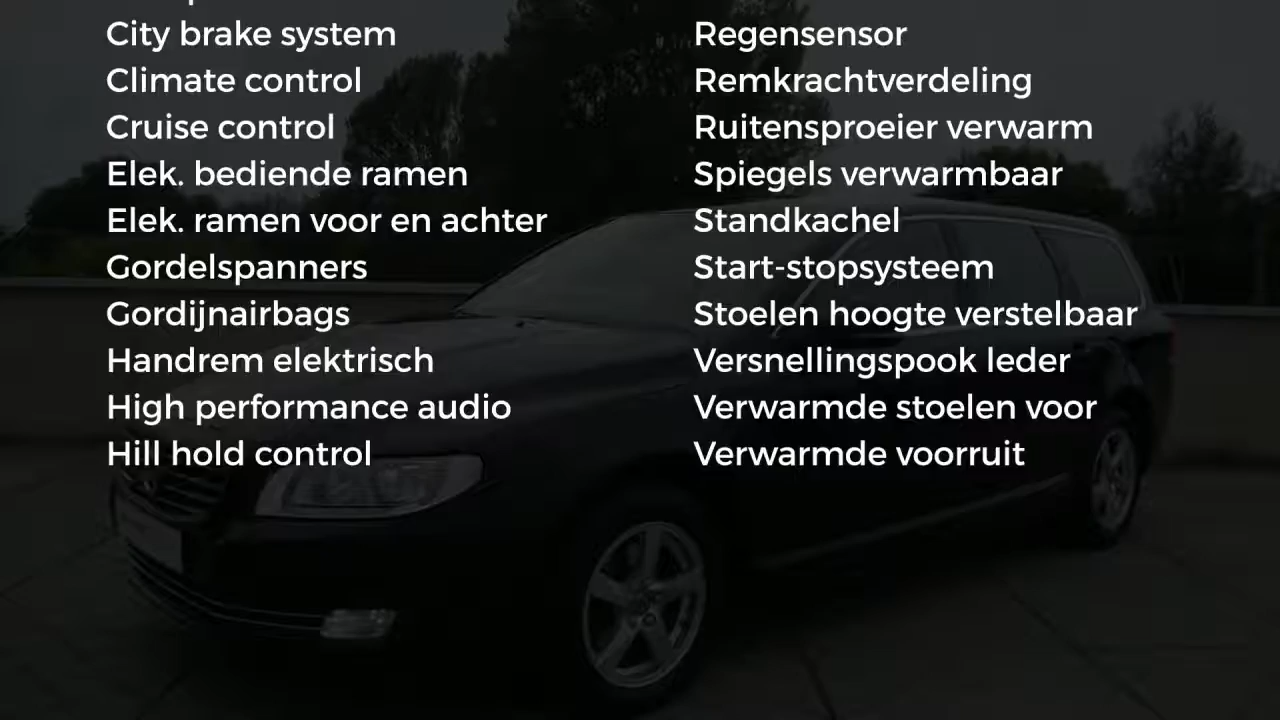 City brake system
Climate control
Cruise control
Elek. bediende ramen
Elek. ramen voor en achter
Gordelspanners
Gordijnairbags
Handrem elektrisch
High performance audio
Hill hold control
Regensensor
Remkrachtverdeling
Ruitensproeier verwarm
Spiegels verwarmbaar
Standkachel
Start-stopsysteem
Stoelen hoogte verstelbaar
Versnellingspook leder
Verwarmde stoelen voor
Verwarmde voorruit